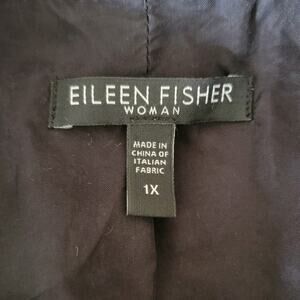 EILEEN FISHER
WOMAN
MADE IN
CHINA OF
ITALIAN
FABRIC
1X